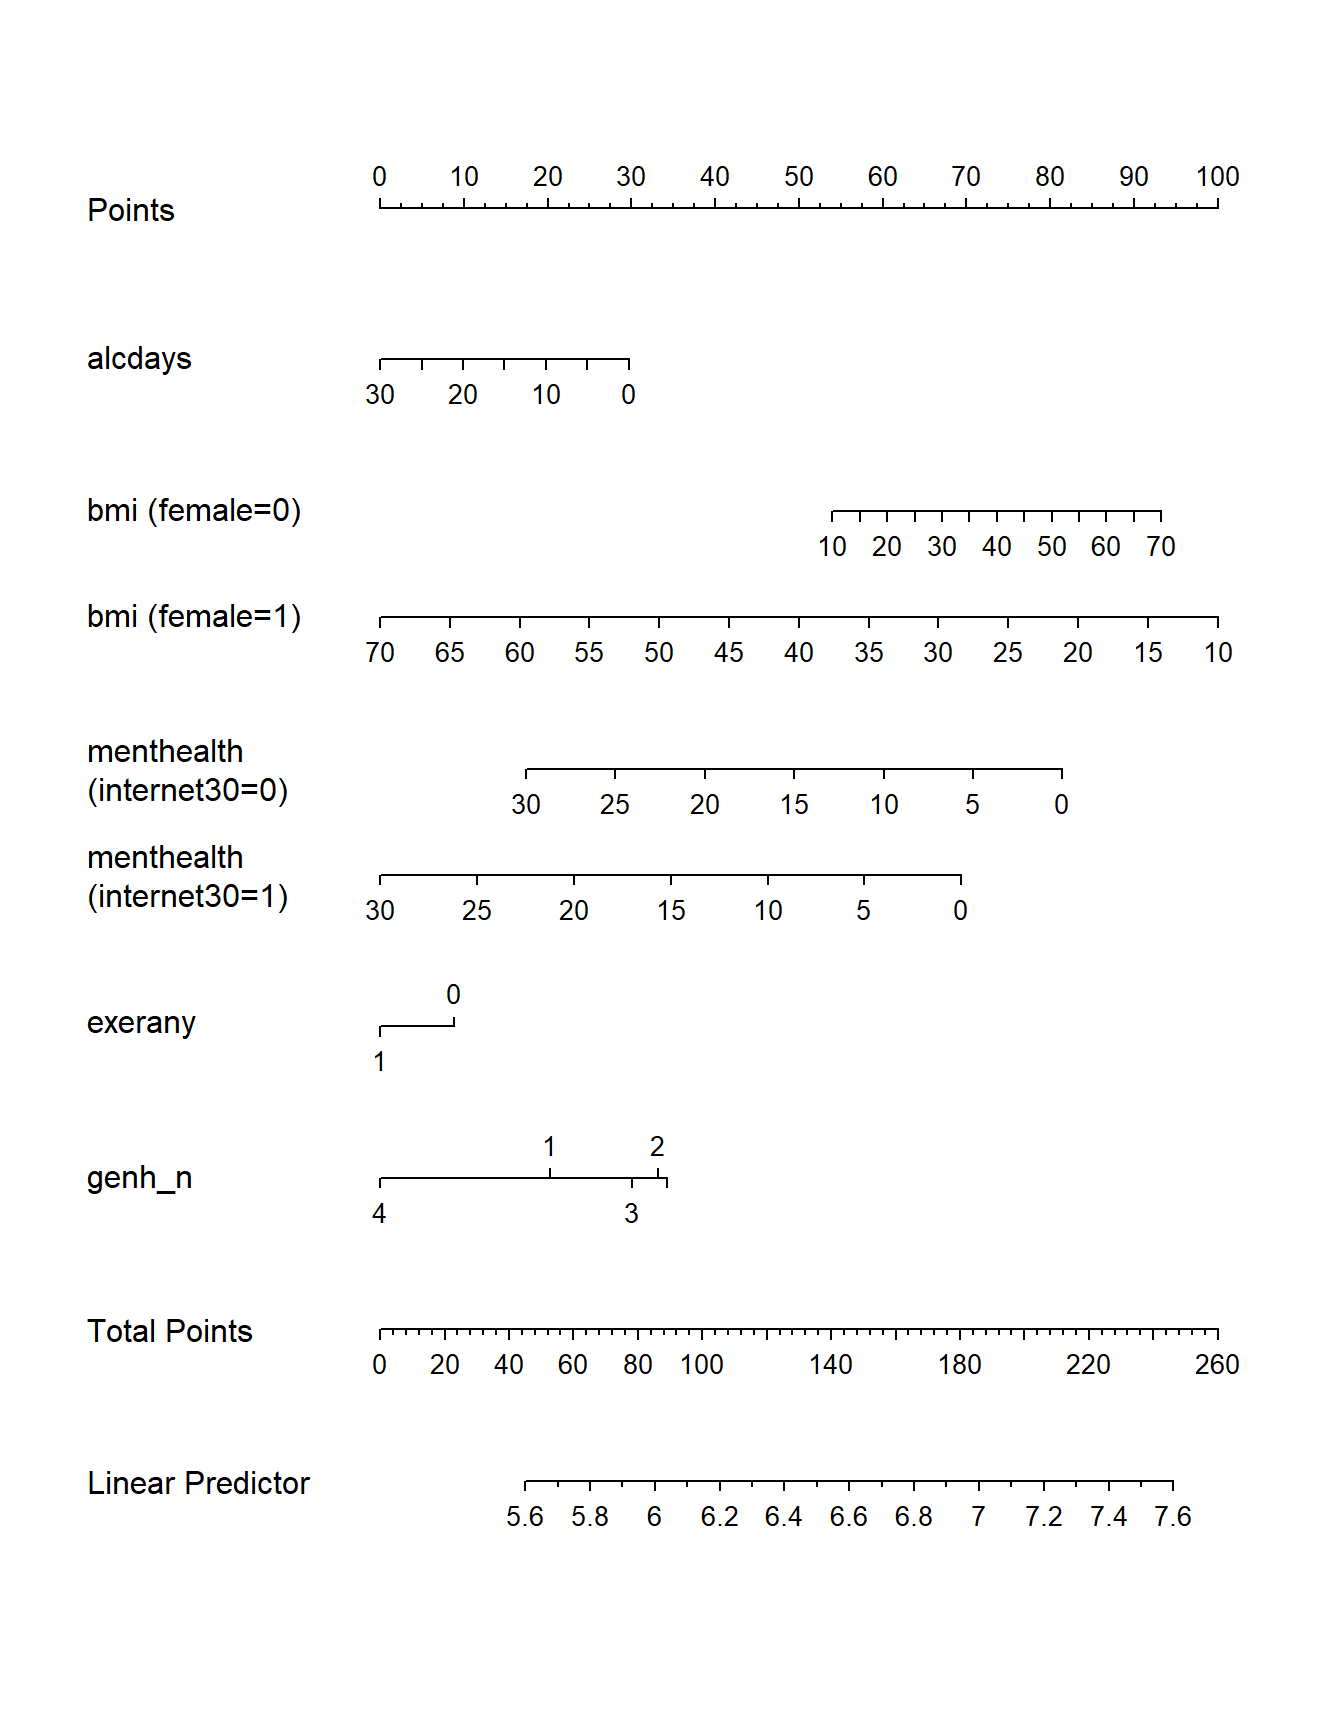 0 10 20 30 40 50 60 70 80 90 100
Points
alcdays
30 20 10 0
bmi (female=0)
10 20 30 40 50 60 70
bmi (female=1)
70 65 60 55 50 45 40 35 30 25 20 15 10
menthealth
(internet30=0)
30 25 20 15 10 5 0
menthealth
(internet30=1)
30 25 20 15 10 5 0
0
exerany
1
1 2
genh_n
4 3
Total Points
0 20 40 60 80 100 140 180 220 260
Linear Predictor
5.6 5.8 6 6.2 6.4 6.6 6.8 7 7.2 7.4 7.6